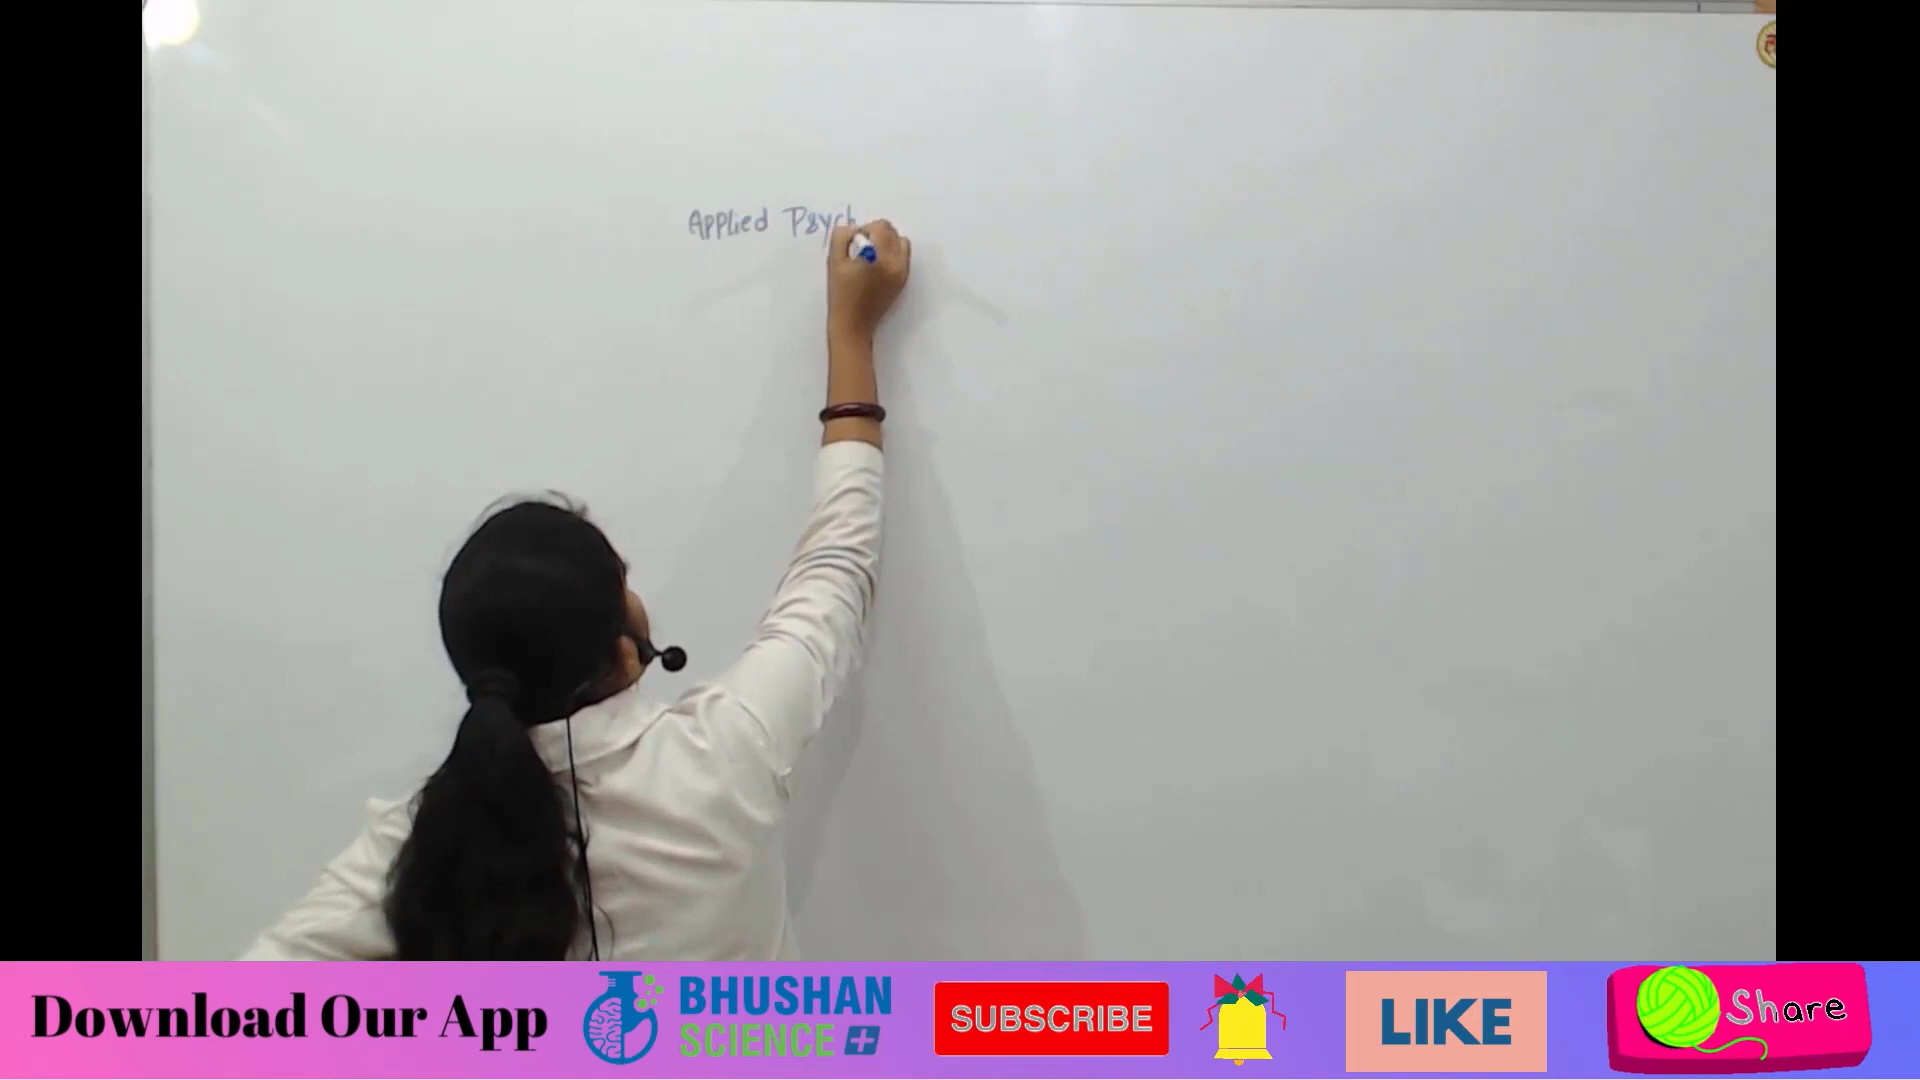 Applied Psych
Download Our App
BHUSHAN
SCIENCE
SUBSCRIBE
LIKE
Share